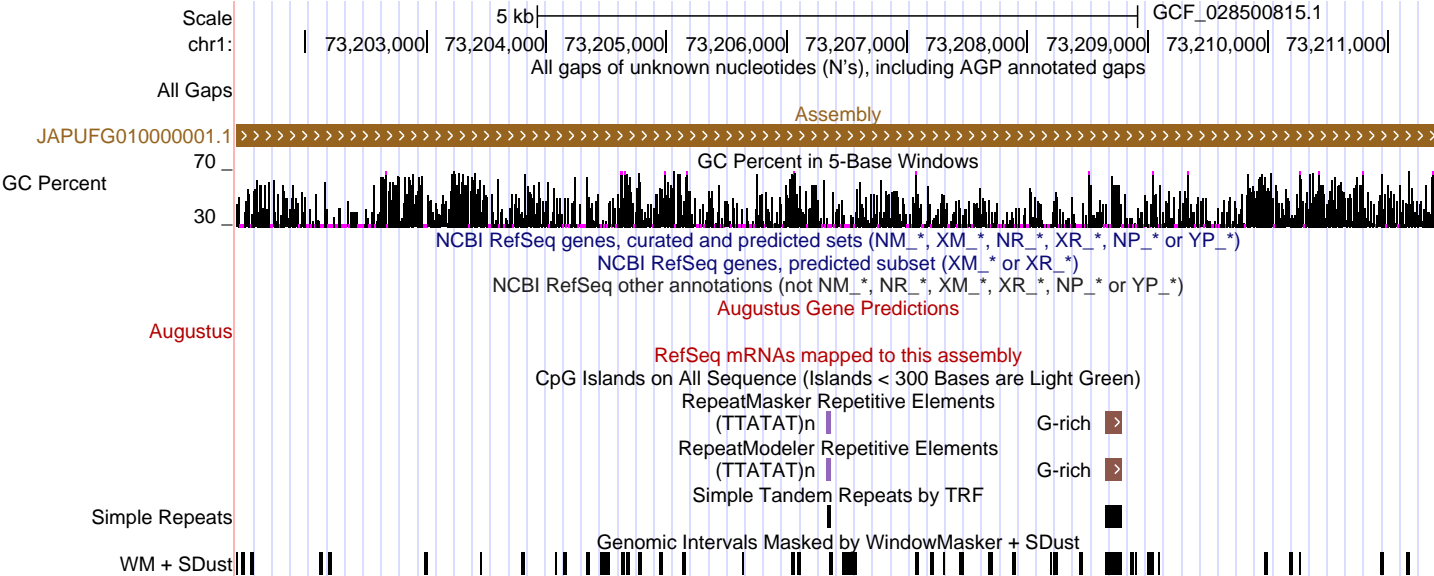 Scale 5 kb GCF_028500815.1
chr1: 73,203,000 73,204,000 73,205,000 73,206,000 73,207,000 73,208,000 73,209,000 73,210,000 73,211,000
All gaps of unknown nucleotides (N's), including AGP annotated gaps
All Gaps
Assembly
JAPUFG010000001.1
GC Percent in 5-Base Windows
70
GC Percent
30
NCBI RefSeq genes, curated and predicted sets (NM_*, XM_*, NR_*, XR_*, NP_* or YP_*)
NCBI RefSeq genes, predicted subset (XM_* or XR_*)
NCBI RefSeq other annotations (not NM_*, NR_*, XM_*, XR_*, NP_* or YP_*)
Augustus Gene Predictions
Augustus
RefSeq mRNAs mapped to this assembly
CpG Islands on All Sequence (Islands < 300 Bases are Light Green)
RepeatMasker Repetitive Elements
(TTATAT)n G-rich
RepeatModeler Repetitive Elements
(TTATAT)n G-rich
Simple Tandem Repeats by TRF
Simple Repeats
Genomic Intervals Masked by WindowMasker + SDust
WM + SDust